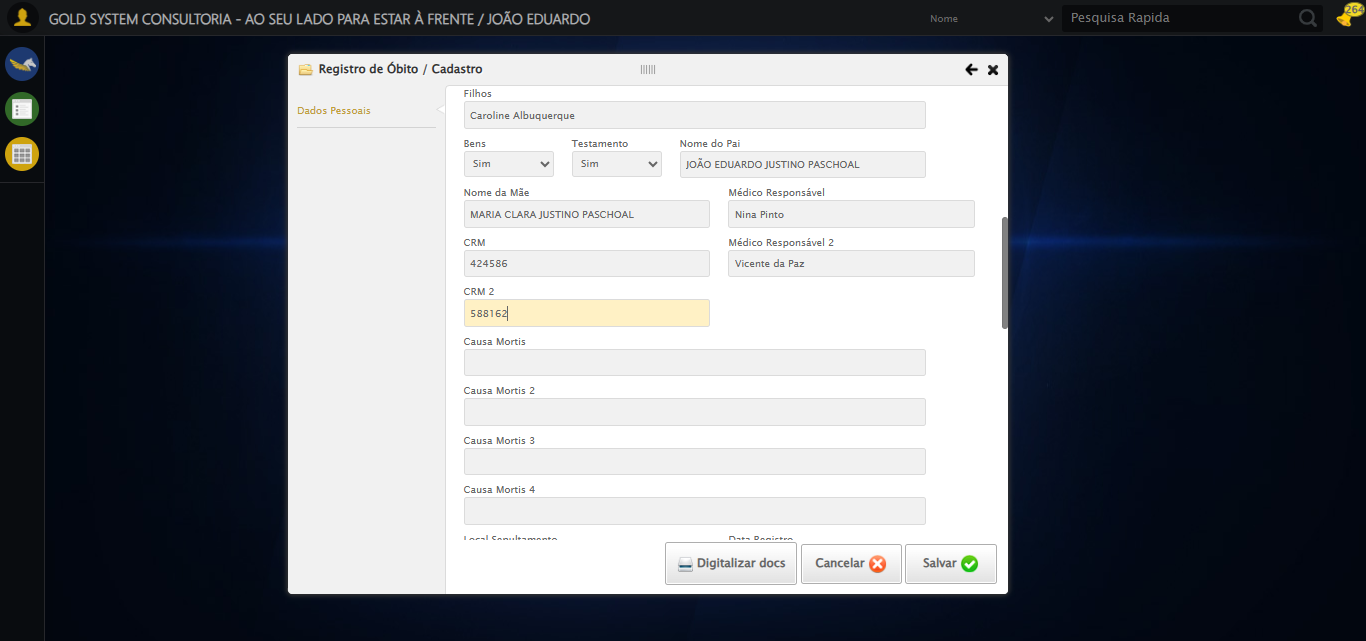 GOLD SYSTEM CONSULTORIA - AO SEU LADO PARA ESTAR À FRENTE / JOÃO EDUARDO
Nome
Pesquisa Rapida
264
Registro de Óbito / Cadastro
Dados Pessoais
Filhos
Caroline Albuquerque
Bens
Testamento
Nome do Pai
Sim
Sim
JOÃO EDUARDO JUSTINO PASCHOAL
Nome da Mãe
Médico Responsável
MARIA CLARA JUSTINO PASCHOAL
Nina Pinto
CRM
Médico Responsável 2
424586
Vicente da Paz
CRM 2
588162
Causa Mortis
Causa Mortis 2
Causa Mortis 3
Causa Mortis 4
Local Sepultamento
Data Registro
Digitalizar docs
Cancelar
Salvar